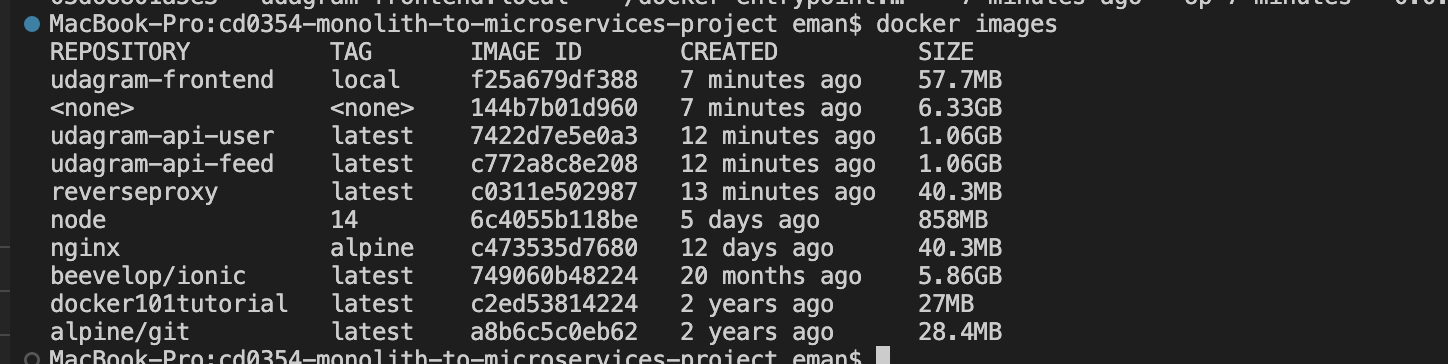 MacBook-Pro:cd0354-monolith-to-microservices-project eman$ docker images
REPOSITORY TAG IMAGE ID CREATED SIZE
udagram-frontend local f25a679df388 7 minutes ago 57.7MB
<none> <none> 144b7b01d960 7 minutes ago 6.33GB
udagram-api-user latest 7422d7e5e0a3 12 minutes ago 1.06GB
udagram-api-feed latest c772a8c8e208 12 minutes ago 1.06GB
reverseproxy latest c0311e502987 13 minutes ago 40.3MB
node 14 6c4055b118be 5 days ago 858MB
nginx alpine c473535d7680 12 days ago 40.3MB
beevelop/ionic latest 749060b48224 20 months ago 5.86GB
docker101tutorial latest c2ed53814224 2 years ago 27MB
alpine/git latest a8b6c5c0eb62 2 years ago 28.4MB
MacBook-Pro:cd0354-monolith-to-microservices-project eman$